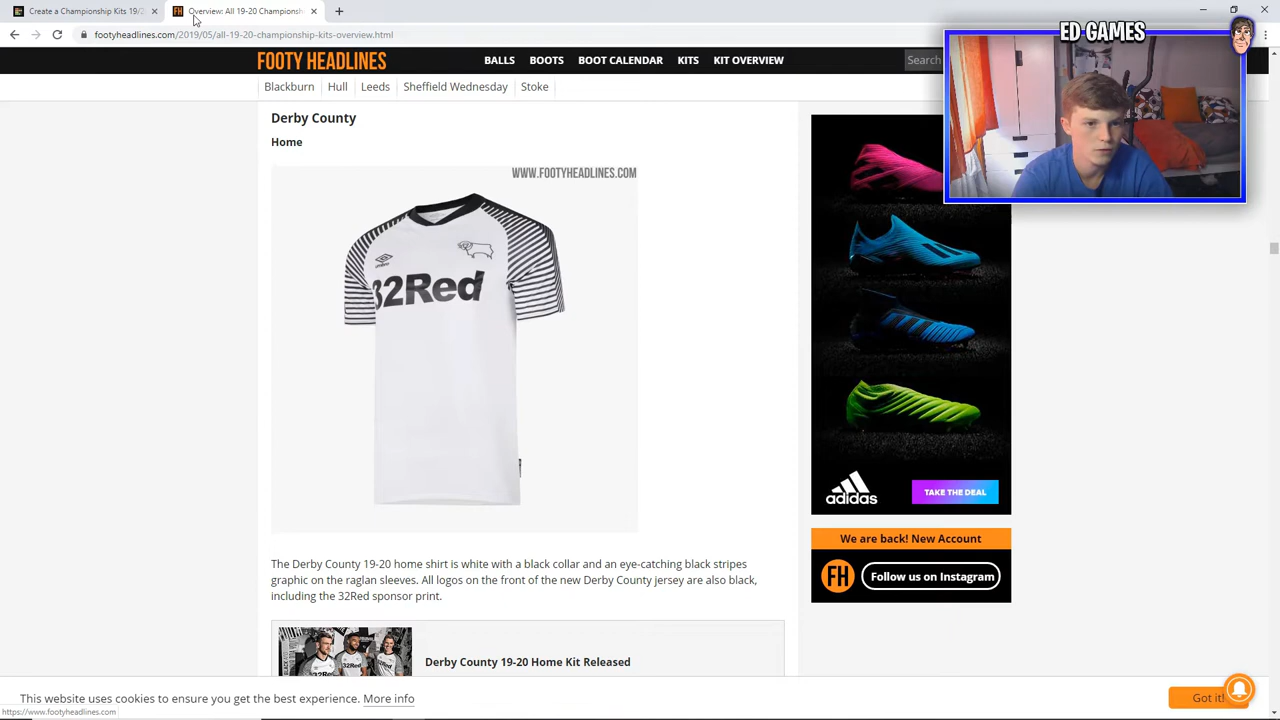 Create a Championship Kits 19/2
Overview: All 19-20 Championsh
footyheadlines.com/2019/05/all-19-20-championship-kits-overview.html
ED GAMES
FOOTY HEADLINES
BALLS
BOOTS
BOOT CALENDAR
KITS
KIT OVERVIEW
Search
Blackburn
Hull
Leeds
Sheffield Wednesday
Stoke
Derby County
Home
WWW.FOOTYHEADLINES.COM
umbro
32Red
adidas
TAKE THE DEAL
We are back! New Account
FH
Follow us on Instagram
The Derby County 19-20 home shirt is white with a black collar and an eye-catching black stripes
graphic on the raglan sleeves. All logos on the front of the new Derby County jersey are also black,
including the 32Red sponsor print.
32Red
32Red
Derby County 19-20 Home Kit Released
This website uses cookies to ensure you get the best experience. More info
Got it!
https://www.footyheadlines.com